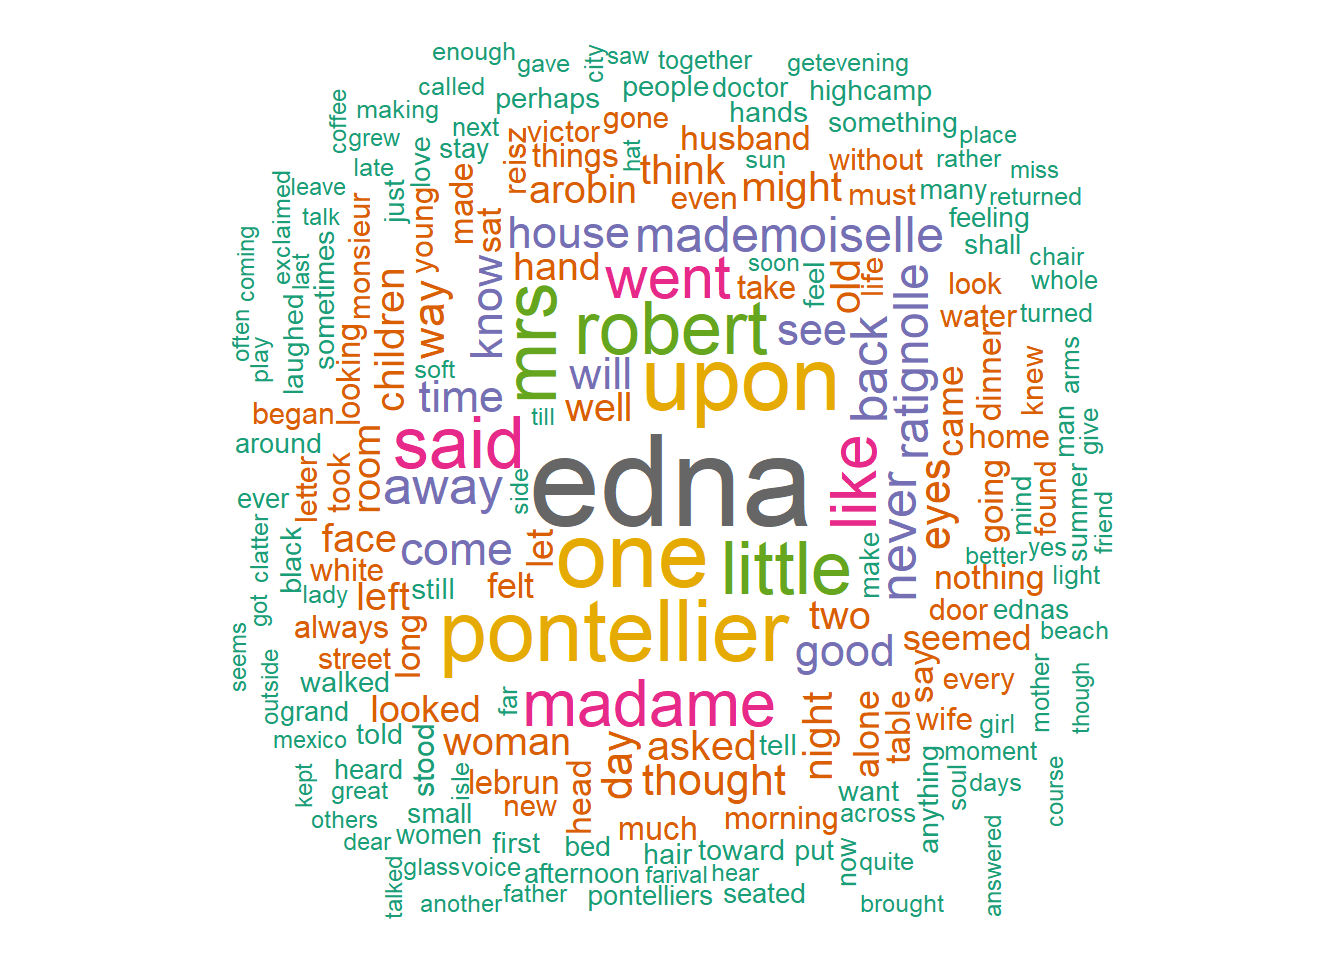 enough
gave
city
saw
together
getevening
called
perhaps
people
doctor
highcamp
coffee
making
grew
next
stay
victor
gone
hands
something
place
late
love
reisz
things
hat
husband
sun
without
rather
miss
leave
just
young
made
sat
arobin
think
even
might
must
many
returned
talk
exclaimed
monsieur
house
mademoiselle
feeling
shall
coming
last
sometimes
way
know
hand
went
soon
take
feel
old
life
look
chair
whole
often
play
laughed
looking
children
soft
mrs
robert
see
back
ratignolle
water
turned
time
will
well
upon
till
came
dinner
knew
arms
began
around
room
said
edna
like
never
eyes
home
man
give
ever
letter
took
away
side
going
mind
found
summer
friend
clatter
black
face
white
come
let
one
little
make
better
yes
light
nothing
got
lady
left
still
felt
two
door
ednas
beach
always
street
long
pontellier
good
seemed
seems
outside
walked
grand
looked
far
madame
night
alone
table
say
every
wife
girl
mother
though
mexico
told
stood
woman
day
asked
tell
moment
kept
heard
great
isle
lebrun
head
thought
want
anything
soul
days
course
others
small
new
much
morning
across
dear
women
first
bed
hair
toward
put
now
quite
talked
glass
voice
afternoon
farival
hear
answered
another
father
pontelliers
seated
brought